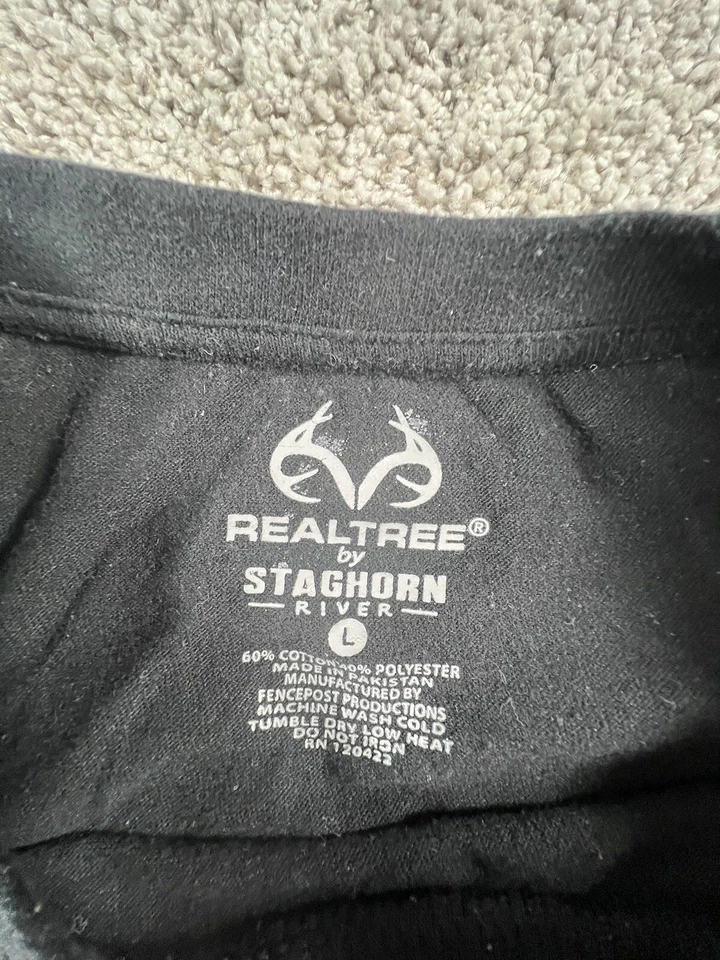 REALTREE®
by
STAGHORN
RIVER
L
60% COTTON 40% POLYESTER
MADE IN PAKISTAN
MANUFACTURED BY
FENCEPOST PRODUCTIONS
MACHINE WASH COLD
TUMBLE DRY LOW HEAT
DO NOT IRON
RN 120422